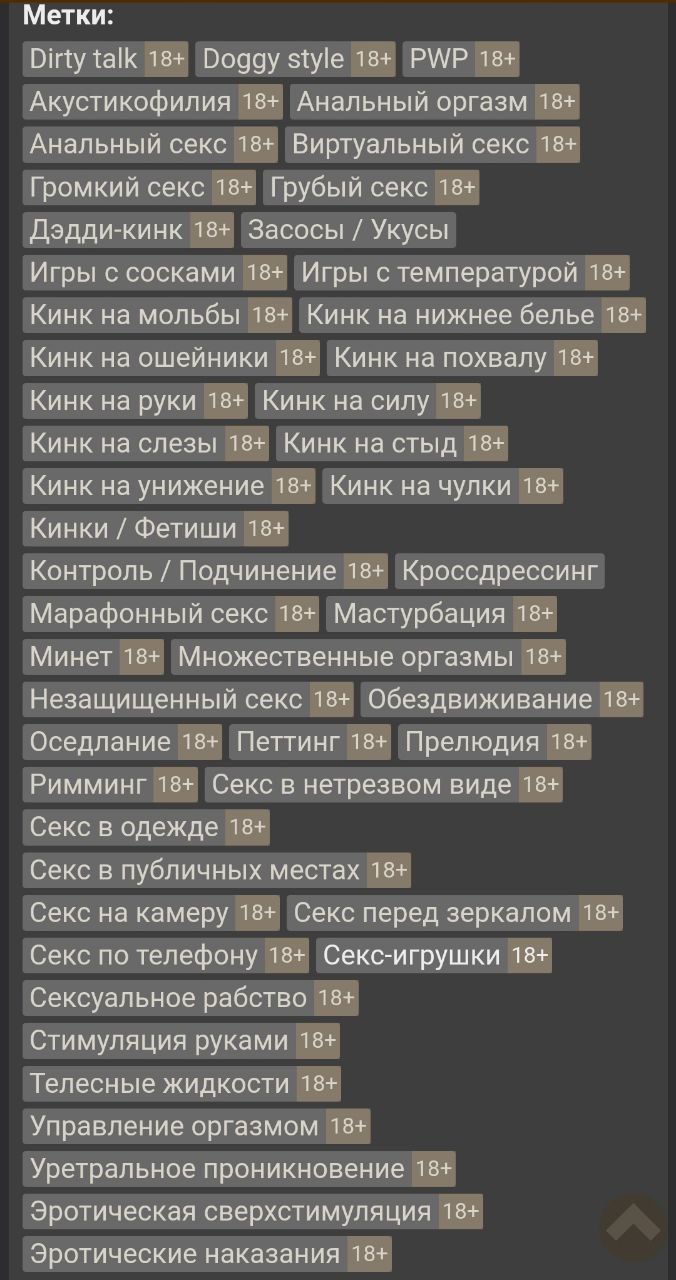 Метки:
Dirty talk 18+ Doggy style 18+ PWP 18+
Акустикофилия 18+ Анальный оргазм 18+
Анальный секс 18+ Виртуальный секс 18+
Громкий секс 18+ Грубый секс 18+
Дэдди-кинк 18+ Засосы / Укусы
Игры с сосками 18+ Игры с температурой 18+
Кинк на мольбы 18+ Кинк на нижнее белье 18+
Кинк на ошейники 18+ Кинк на похвалу 18+
Кинк на руки 18+ Кинк на силу 18+
Кинк на слезы 18+ Кинк на стыд 18+
Кинк на унижение 18+ Кинк на чулки 18+
Кинки / Фетиши 18+
Контроль / Подчинение 18+ Кроссдрессинг
Марафонный секс 18+ Мастурбация 18+
Минет 18+ Множественные оргазмы 18+
Незащищенный секс 18+ Обездвиживание 18+
Оседлание 18+ Петтинг 18+ Прелюдия 18+
Римминг 18+ Секс в нетрезвом виде 18+
Секс в одежде 18+
Секс в публичных местах 18+
Секс на камеру 18+ Секс перед зеркалом 18+
Секс по телефону 18+ Секс-игрушки 18+
Сексуальное рабство 18+
Стимуляция руками 18+
Телесные жидкости 18+
Управление оргазмом 18+
Уретральное проникновение 18+
Эротическая сверхстимуляция 18+
Эротические наказания 18+